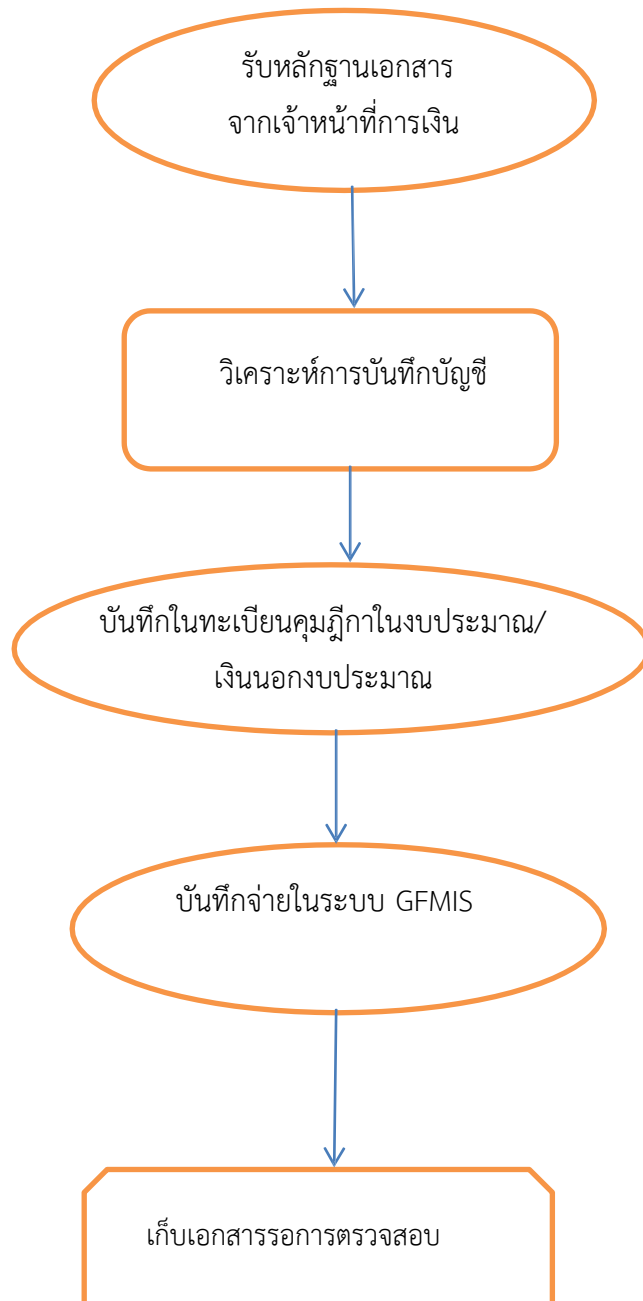 รับหลักฐานเอกสาร
จากเจ้าหน้าที่การเงิน
วิเคราะห์การบันทึกบัญชี
บันทึกในทะเบียนคุมฎีกาในงบประมาณ/
เงินนอกงบประมาณ
บันทึกจ่ายในระบบ GFMIS
เก็บเอกสารรอการตรวจสอบ